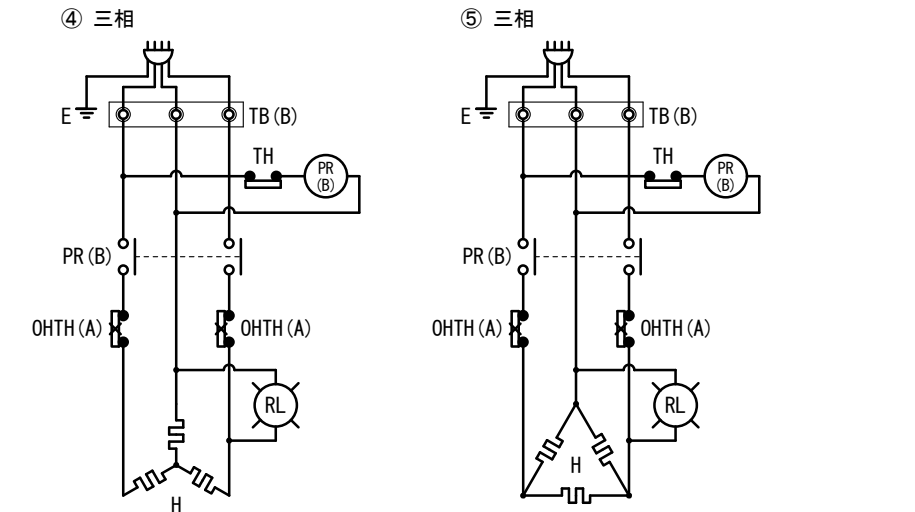 ④ 三相
E
TB(B)
TH
PR
(B)
PR(B)
OHTH(A)
OHTH(A)
RL
H
⑤ 三相
E
TB(B)
TH
PR
(B)
PR(B)
OHTH(A)
OHTH(A)
RL
H